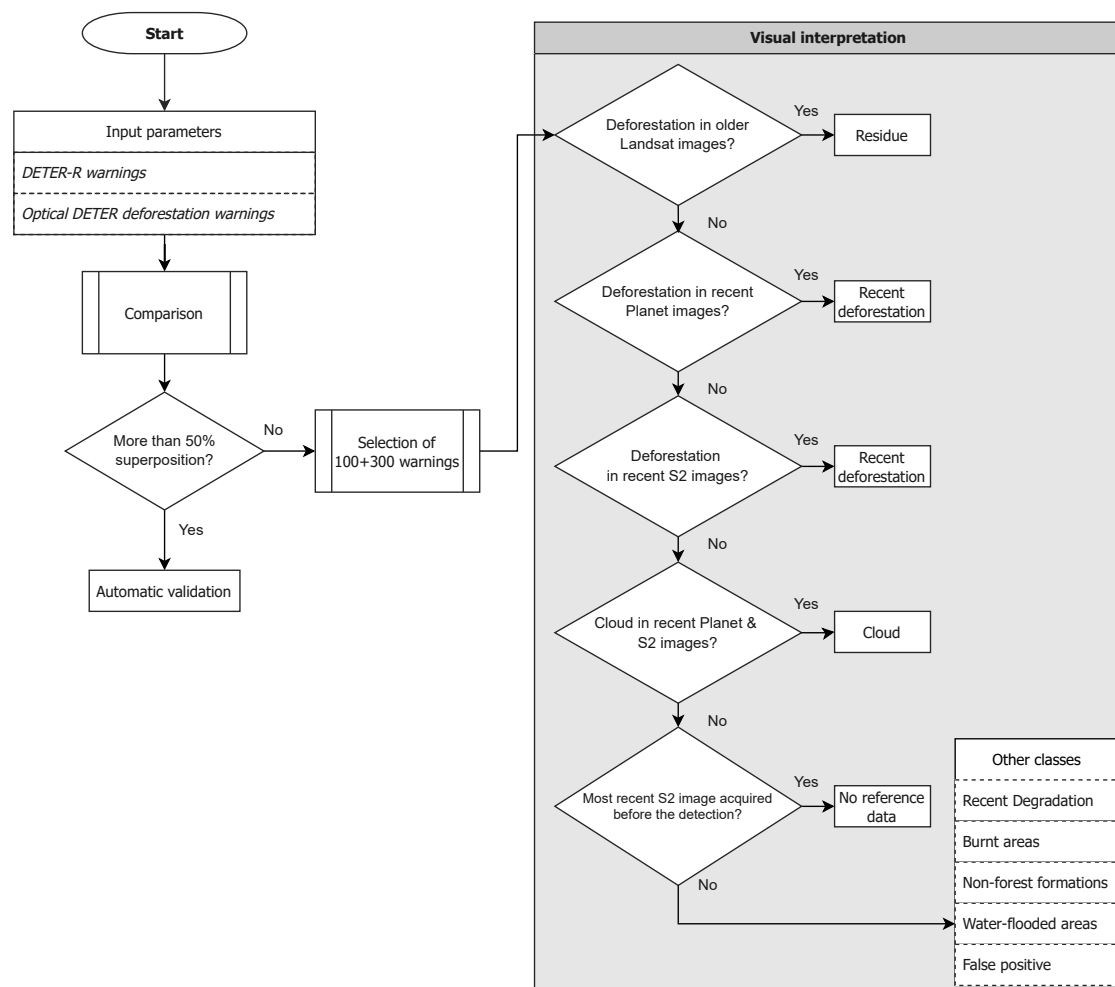 Start
Input parameters
DETER-R warnings
Optical DETER deforestation warnings
Comparison
More than 50%
superposition?
No
Yes
Automatic validation
Selection of
100+300 warnings
Visual interpretation
Deforestation in older
Landsat images?
Yes
Residue
No
Deforestation in recent
Planet images?
Yes
Recent
deforestation
No
Deforestation
in recent S2 images?
Yes
Recent
deforestation
No
Cloud in recent Planet &
S2 images?
Yes
Cloud
No
Most recent S2 image acquired
before the detection?
Yes
No reference
data
No
Other classes
Recent Degradation
Burnt areas
Non-forest formations
Water-flooded areas
False positive